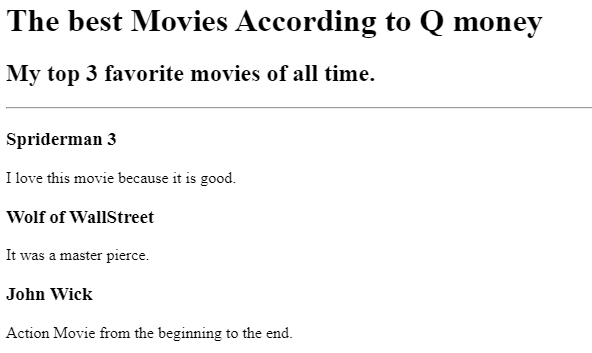 The best Movies According to Q money
My top 3 favorite movies of all time.
Spriderman 3
I love this movie because it is good.
Wolf of WallStreet
It was a master pierce.
John Wick
Action Movie from the beginning to the end.